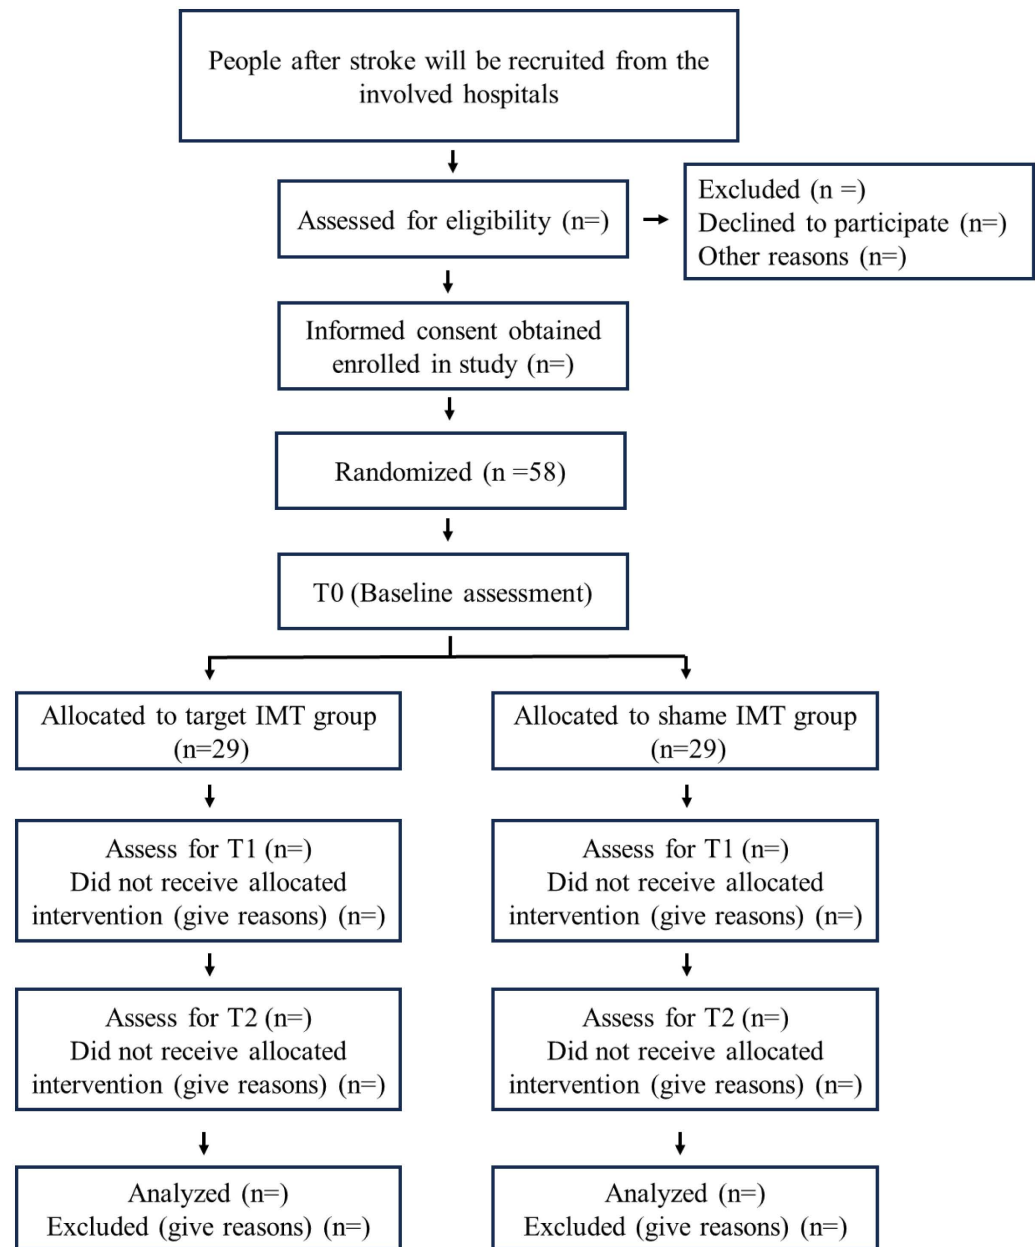 People after stroke will be recruited from the
involved hospitals
Assessed for eligibility (n=)
Excluded (n =)
Declined to participate (n=)
Other reasons (n=)
Informed consent obtained
enrolled in study (n=)
Randomized (n =58)
T0 (Baseline assessment)
Allocated to target IMT group
(n=29)
Allocated to shame IMT group
(n=29)
Assess for T1 (n=)
Did not receive allocated
intervention (give reasons) (n=)
Assess for T1 (n=)
Did not receive allocated
intervention (give reasons) (n=)
Assess for T2 (n=)
Did not receive allocated
intervention (give reasons) (n=)
Assess for T2 (n=)
Did not receive allocated
intervention (give reasons) (n=)
Analyzed (n=)
Excluded (give reasons) (n=)
Analyzed (n=)
Excluded (give reasons) (n=)